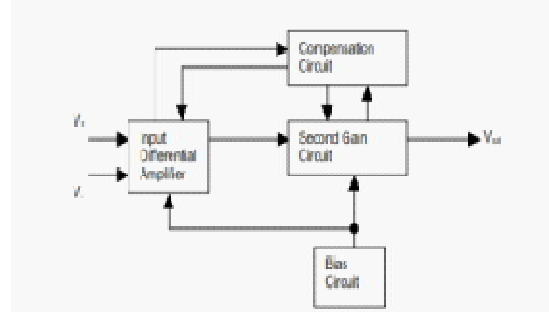 Compensation
Circuit
Input
Differential
Amplifier
Second Gain
Circuit
Vout
Bias
Circuit